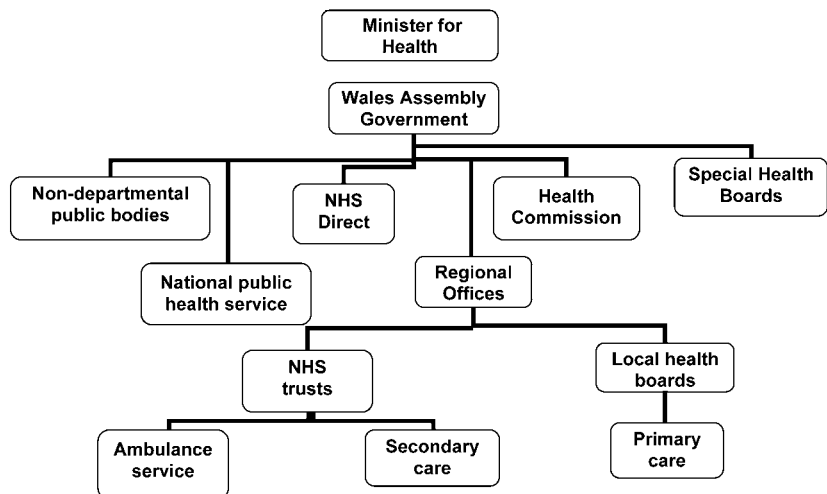 Minister for
Health
Wales Assembly
Government
Non-departmental
public bodies
NHS
Direct
Health
Commission
Special Health
Boards
National public
health service
Regional
Offices
NHS
trusts
Local health
boards
Ambulance
service
Secondary
care
Primary
care